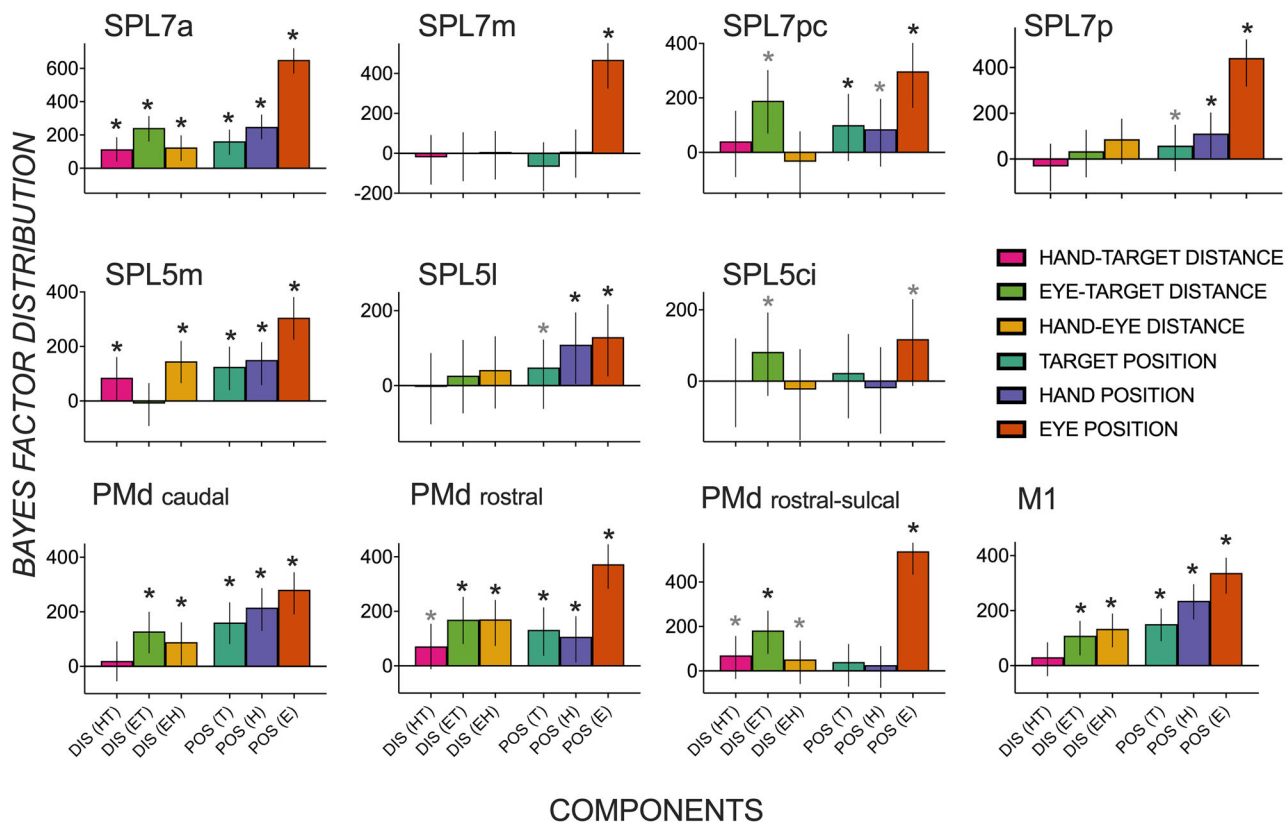 SPL7a SPL7m SPL7pc SPL7p
* * * *
600 400 400 400
* *
400 200 * * *
* * * * * * 200 200
200 0 0 0
0 -200
SPL5m SPL5l SPL5ci
400 * 200 * * * 200 * *
200 * * * * 0 0
0
HAND-TARGET DISTANCE
EYE-TARGET DISTANCE
HAND-EYE DISTANCE
TARGET POSITION
HAND POSITION
EYE POSITION
PMd caudal PMd rostral PMd rostral-sulcal M1
400 * * * * * 400 * * * * * * 400 * * * * 400 * * * * *
200 200 200 200
0 0 0 0
DIS (HT) DIS (ET) DIS (EH) POS (T) POS (H) POS (E) DIS (HT) DIS (ET) DIS (EH) POS (T) POS (H) POS (E) DIS (HT) DIS (ET) DIS (EH) POS (T) POS (H) POS (E) DIS (HT) DIS (ET) DIS (EH) POS (T) POS (H) POS (E)
BAYES FACTOR DISTRIBUTION
COMPONENTS